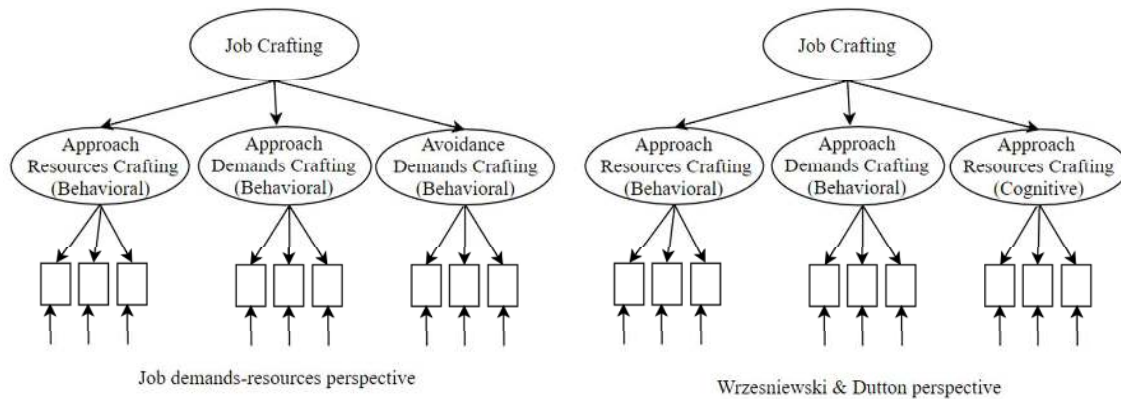 Job Crafting
Approach
Resources Crafting
(Behavioral)
Approach
Demands Crafting
(Behavioral)
Avoidance
Demands Crafting
(Behavioral)
Job demands-resources perspective
Job Crafting
Approach
Resources Crafting
(Behavioral)
Approach
Demands Crafting
(Behavioral)
Approach
Resources Crafting
(Cognitive)
Wrzesniewski & Dutton perspective